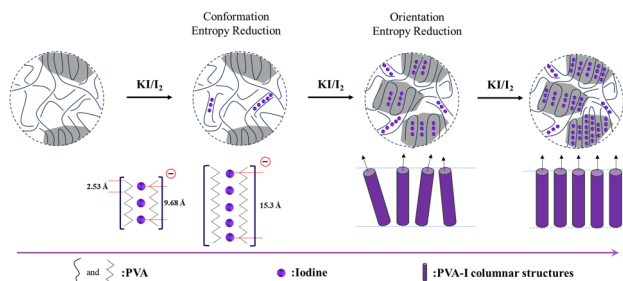 Conformation
Entropy Reduction
Orientation
Entropy Reduction
KI/I₂
KI/I₂
KI/I₂
2.53 Å
9.68 Å
15.3 Å
and :PVA
:Iodine
:PVA-I columnar structures